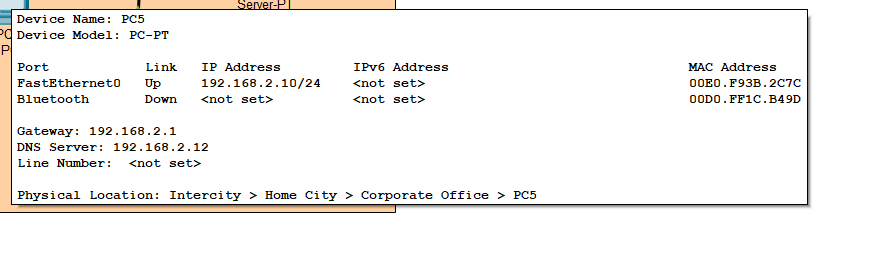 Server-PT
Device Name: PC5
Device Model: PC-PT
Port Link IP Address IPv6 Address MAC Address
FastEthernet0 Up 192.168.2.10/24 <not set> 00E0.F93B.2C7C
Bluetooth Down <not set> <not set> 00D0.FF1C.B49D
Gateway: 192.168.2.1
DNS Server: 192.168.2.12
Line Number: <not set>
Physical Location: Intercity > Home City > Corporate Office > PC5